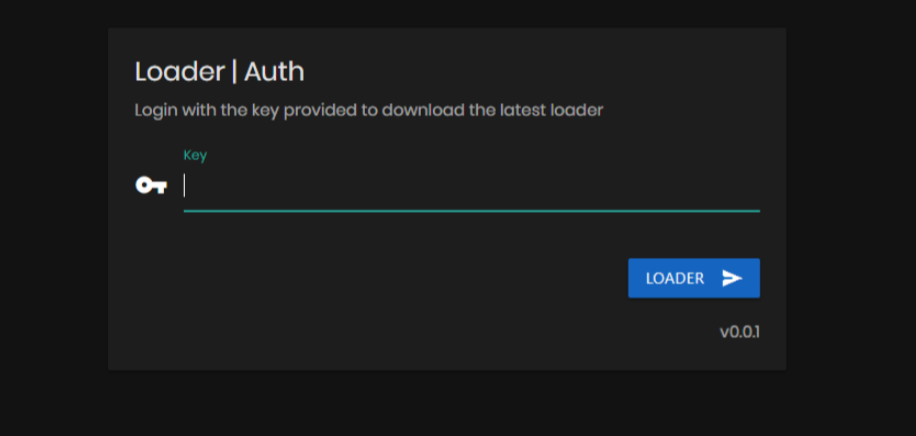 Loader | Auth
Login with the key provided to download the latest loader
Key
LOADER
v0.0.1